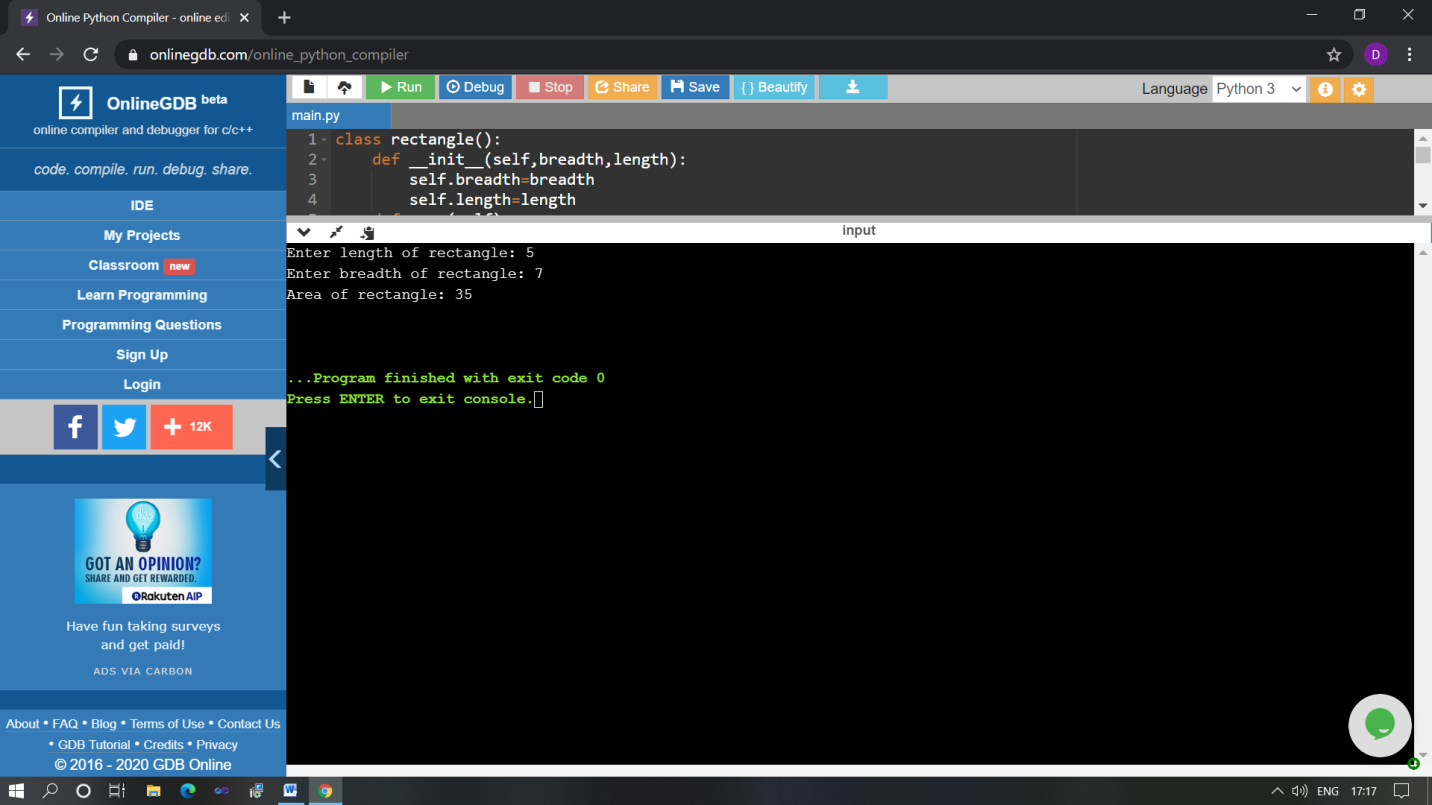 Online Python Compiler - online edi
onlinegdb.com/online_python_compiler
D
OnlineGDB beta
online compiler and debugger for c/c++
code. compile. run. debug. share.
IDE
My Projects
Classroom new
Learn Programming
Programming Questions
Sign Up
Login
f
+ 12K
GOT AN OPINION?
SHARE AND GET REWARDED.
Rakuten AIP
Have fun taking surveys
and get paid!
ADS VIA CARBON
About • FAQ • Blog • Terms of Use • Contact Us
• GDB Tutorial • Credits • Privacy
© 2016 - 2020 GDB Online
Run Debug Stop Share Save { } Beautify
Language Python 3
main.py
1 class rectangle():
2 def __init__(self,breadth,length):
3 self.breadth=breadth
4 self.length=length
input
Enter length of rectangle: 5
Enter breadth of rectangle: 7
Area of rectangle: 35
...Program finished with exit code 0
Press ENTER to exit console.
ENG 17:17